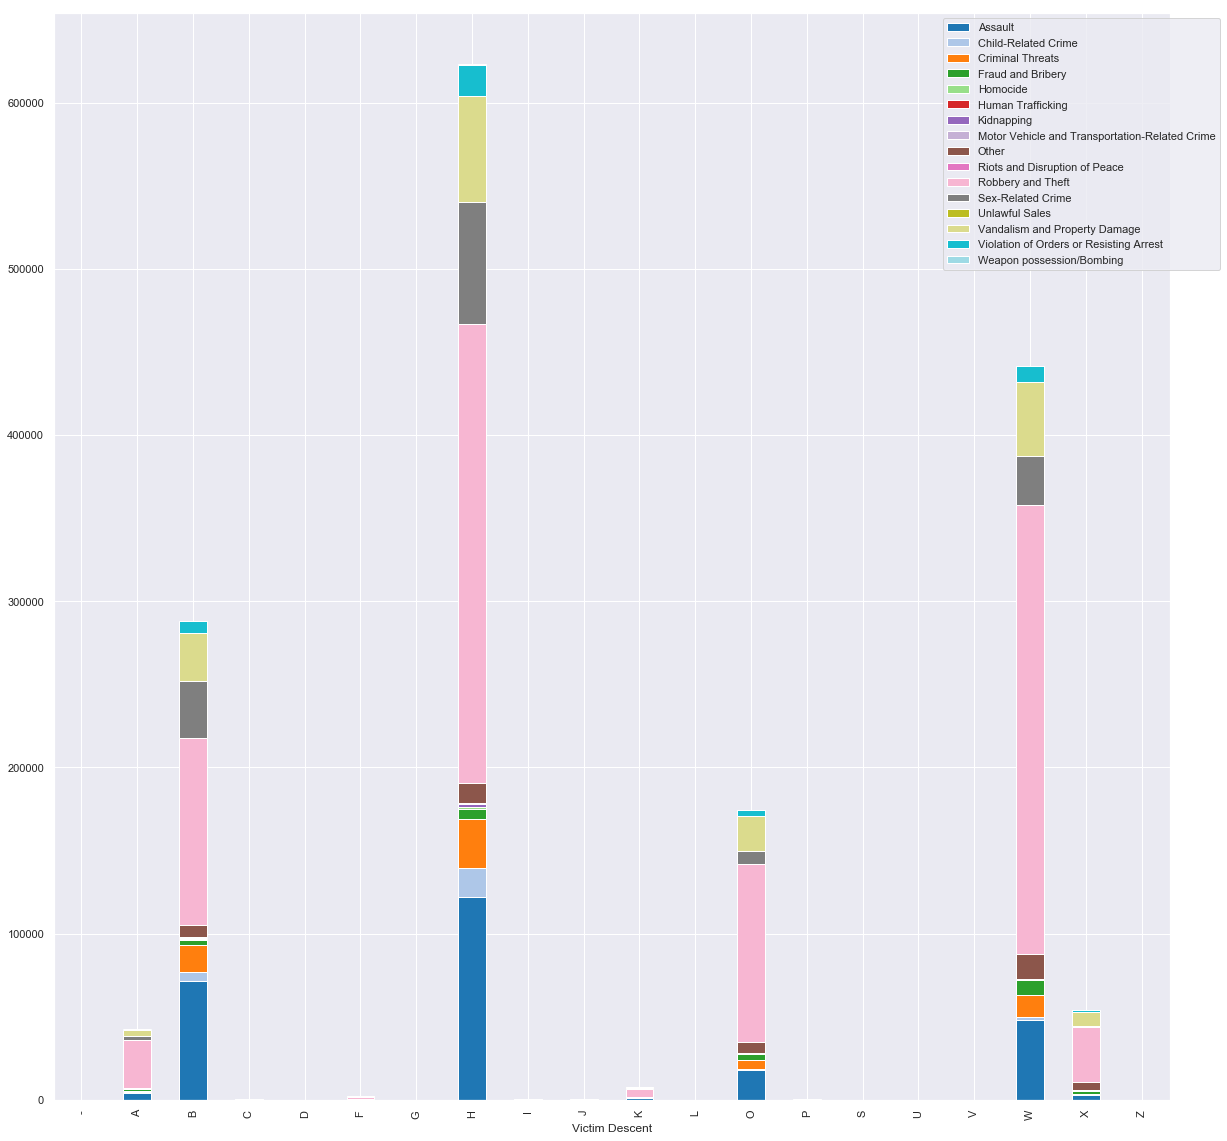 Assault
Child-Related Crime
Criminal Threats
Fraud and Bribery
Homocide
Human Trafficking
Kidnapping
Motor Vehicle and Transportation-Related Crime
Other
Riots and Disruption of Peace
Robbery and Theft
Sex-Related Crime
Unlawful Sales
Vandalism and Property Damage
Violation of Orders or Resisting Arrest
Weapon possession/Bombing
600000
500000
400000
300000
200000
100000
0
- A B C D F G H I J K L O P S U V W X Z
Victim Descent